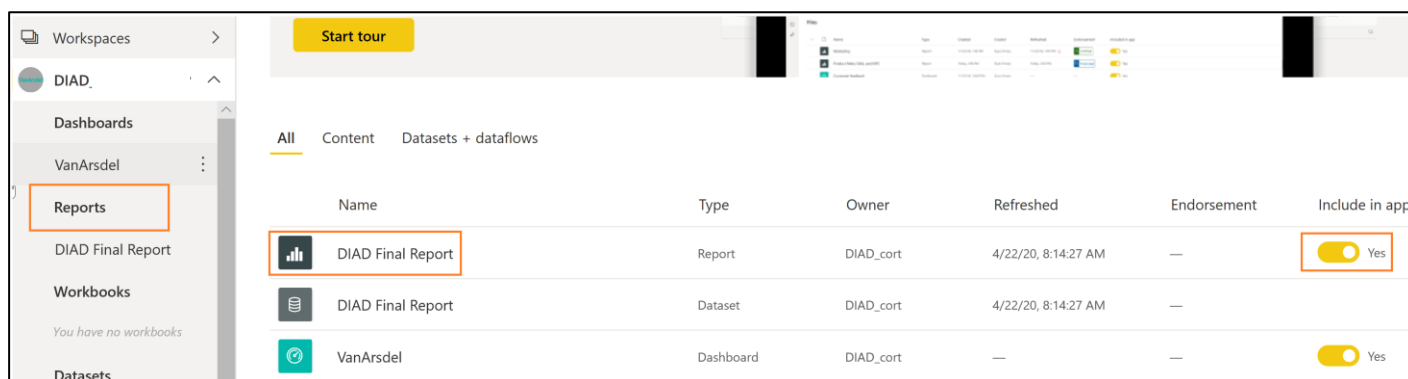 Workspaces
Start tour
DIAD_
Dashboards
All Content Datasets + dataflows
VanArsdel
Reports
Name Type Owner Refreshed Endorsement Include in app
DIAD Final Report
DIAD Final Report Report DIAD_cort 4/22/20, 8:14:27 AM — Yes
Workbooks
DIAD Final Report Dataset DIAD_cort 4/22/20, 8:14:27 AM —
You have no workbooks
VanArsdel Dashboard DIAD_cort — — Yes
Datasets